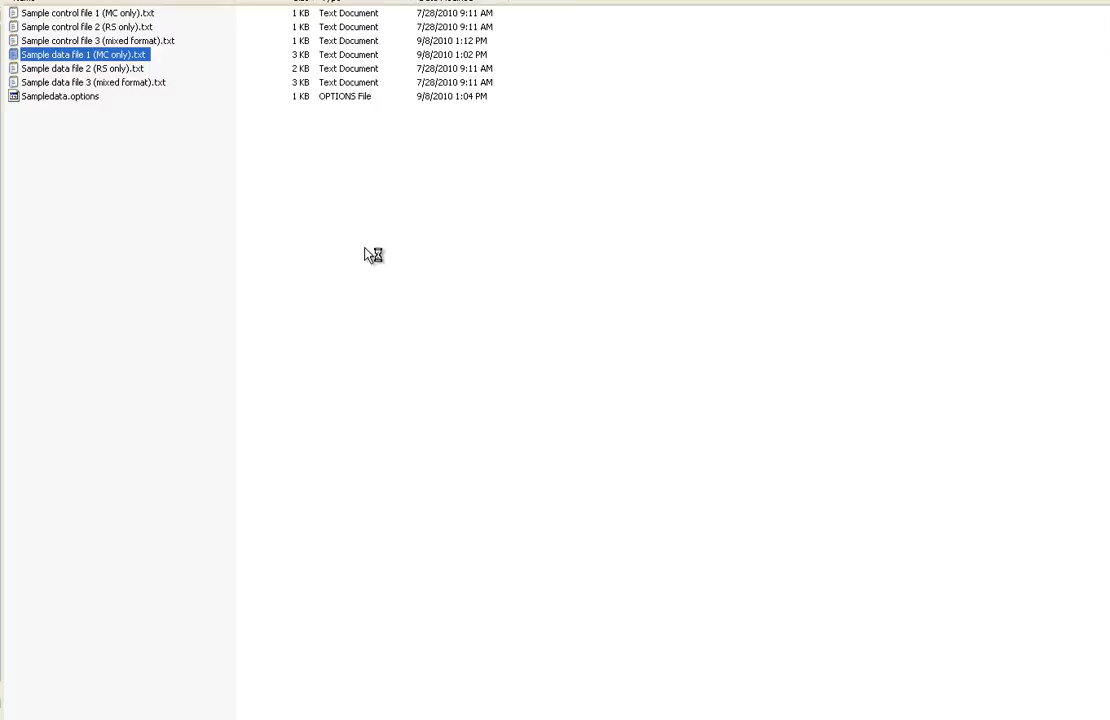 Sample control file 1 (MC only).txt 1 KB Text Document 7/28/2010 9:11 AM
Sample control file 2 (RS only).txt 1 KB Text Document 7/28/2010 9:11 AM
Sample control file 3 (mixed format).txt 1 KB Text Document 9/8/2010 1:12 PM
Sample data file 1 (MC only).txt 3 KB Text Document 9/8/2010 1:02 PM
Sample data file 2 (RS only).txt 2 KB Text Document 7/28/2010 9:11 AM
Sample data file 3 (mixed format).txt 3 KB Text Document 7/28/2010 9:11 AM
Sampledata.options 1 KB OPTIONS File 9/8/2010 1:04 PM